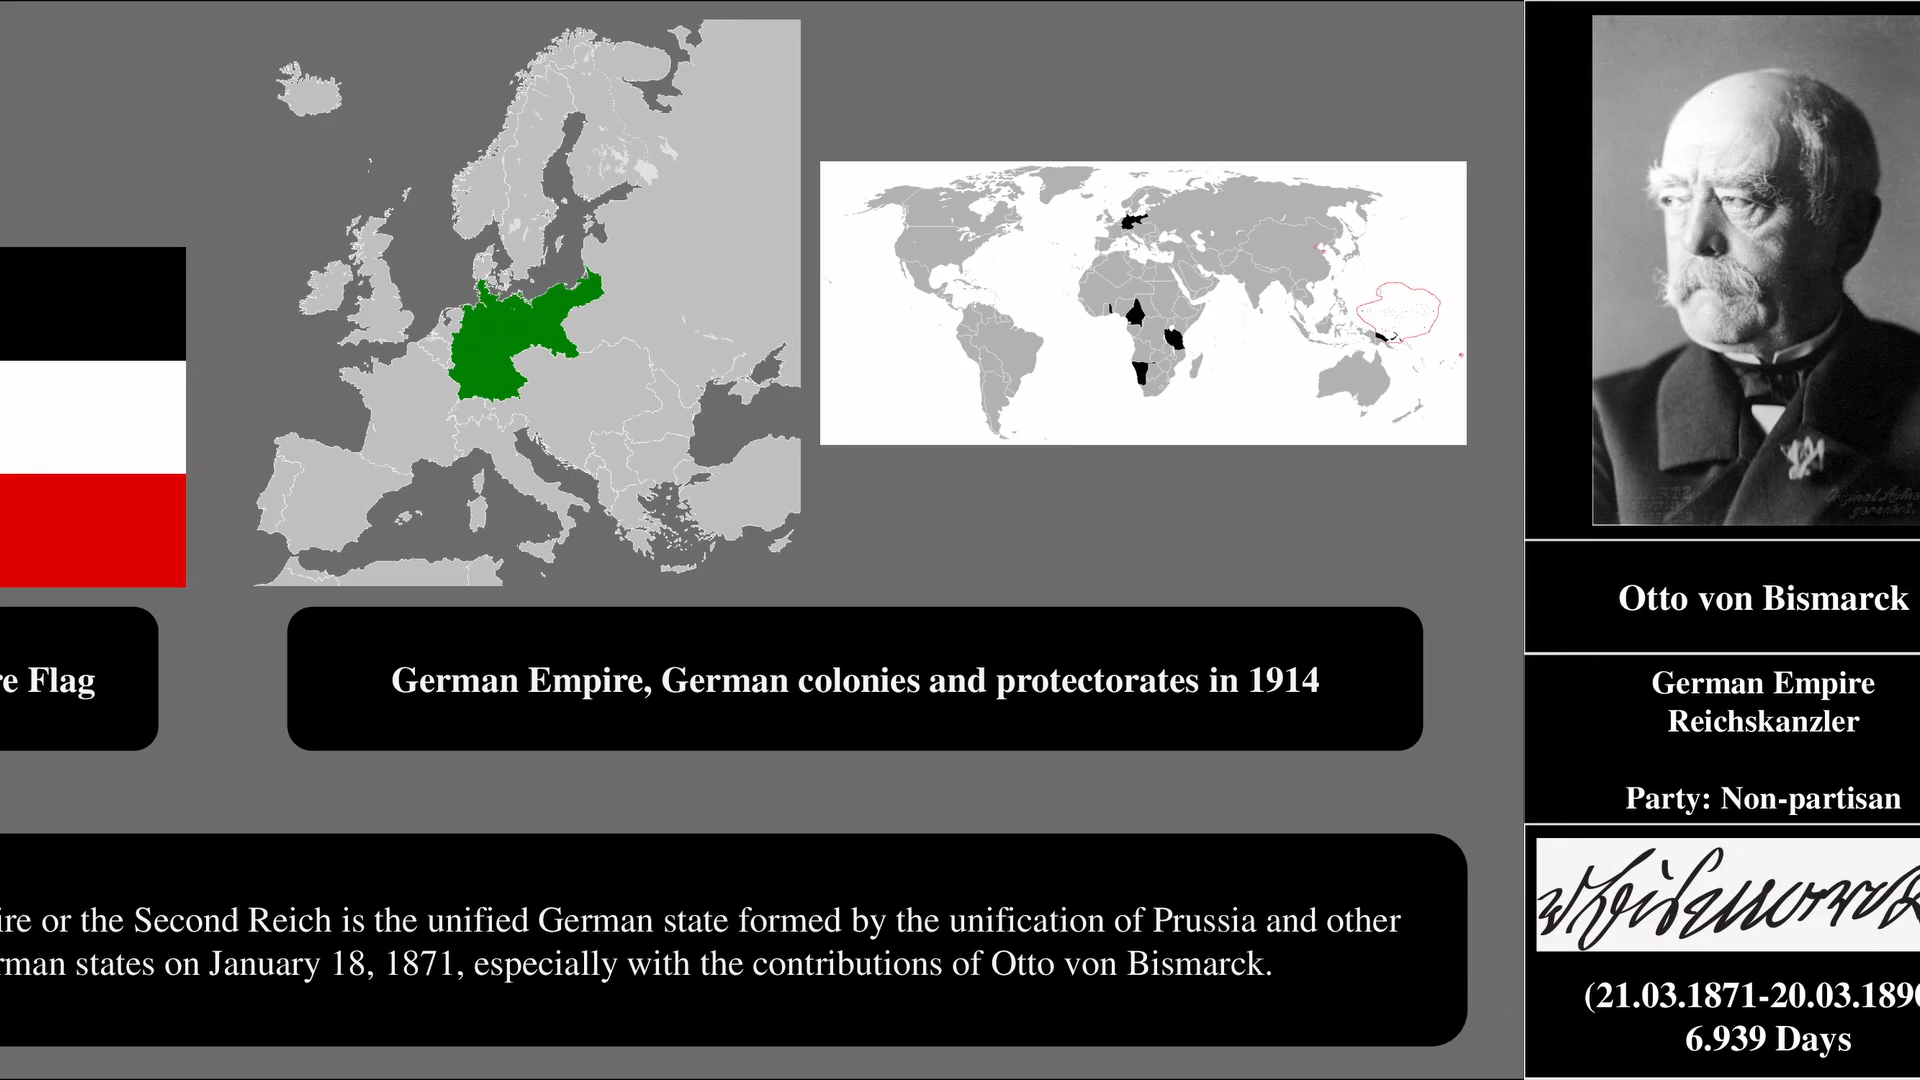 re Flag
German Empire, German colonies and protectorates in 1914
ire or the Second Reich is the unified German state formed by the unification of Prussia and other
rman states on January 18, 1871, especially with the contributions of Otto von Bismarck.
Otto von Bismarck
German Empire
Reichskanzler
Party: Non-partisan
(21.03.1871-20.03.1890
6.939 Days